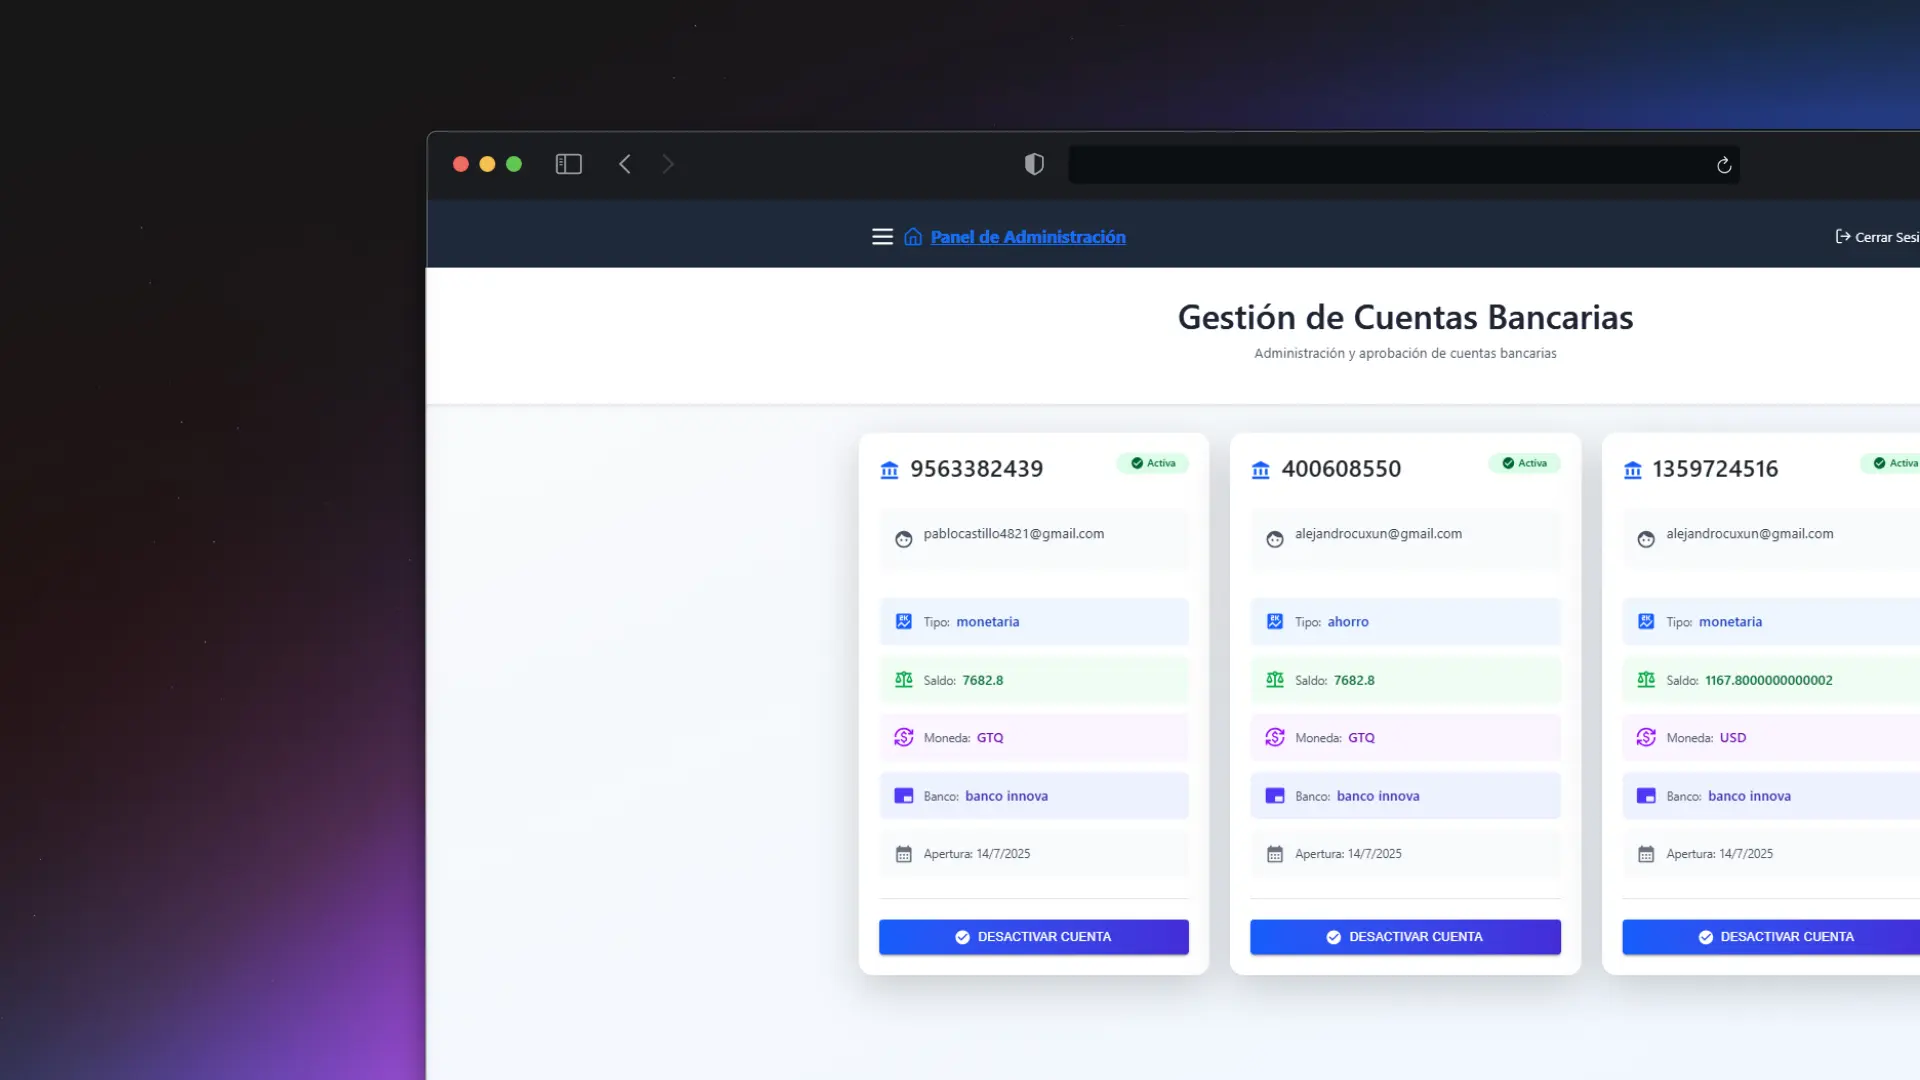 Panel de Administración
Cerrar Sesi
Gestión de Cuentas Bancarias
Administración y aprobación de cuentas bancarias
9563382439
Activa
pablocastillo4821@gmail.com
Tipo: monetaria
Saldo: 7682.8
Moneda: GTQ
Banco: banco innova
Apertura: 14/7/2025
DESACTIVAR CUENTA
400608550
Activa
alejandrocuxun@gmail.com
Tipo: ahorro
Saldo: 7682.8
Moneda: GTQ
Banco: banco innova
Apertura: 14/7/2025
DESACTIVAR CUENTA
1359724516
Activa
alejandrocuxun@gmail.com
Tipo: monetaria
Saldo: 1167.8000000000002
Moneda: USD
Banco: banco innova
Apertura: 14/7/2025
DESACTIVAR CUENTA